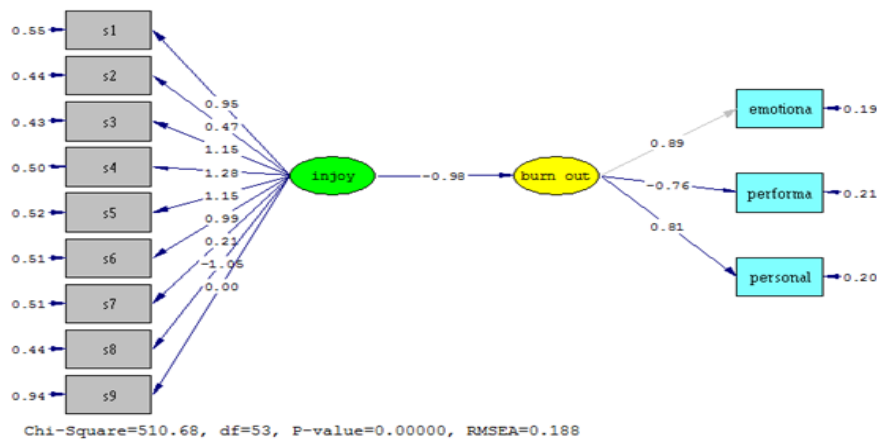 0.55 s1
0.44 s2
0.43 s3
0.50 s4
0.52 s5
0.51 s6
0.51 s7
0.44 s8
0.94 s9
0.95
0.47
1.15
1.28
1.15
0.99
0.21
-1.05
0.00
injoy
-0.98
burn out
0.89
-0.76
0.81
emotiona 0.19
performa 0.21
personal 0.20
Chi-Square=510.68, df=53, P-value=0.00000, RMSEA=0.188